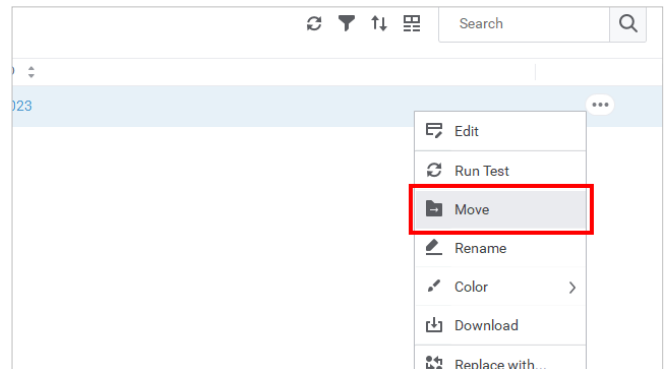 Search
023
Edit
Run Test
Move
Rename
Color
Download
Replace with...